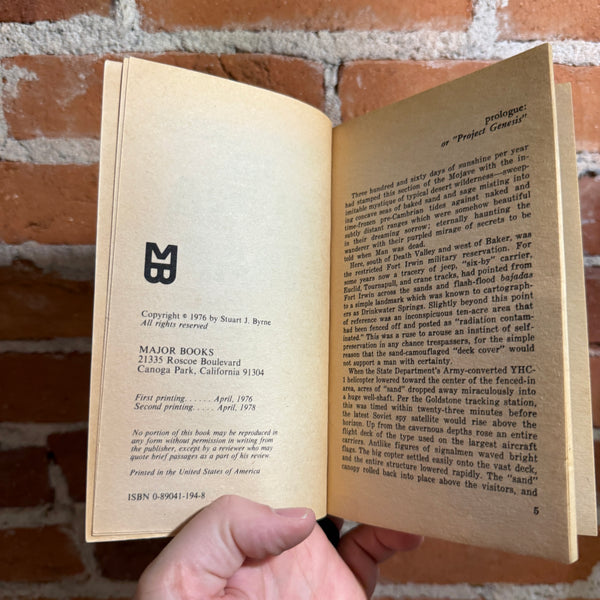 MB
Copyright © 1976 by Stuart J. Byrne
All rights reserved
MAJOR BOOKS
21335 Roscoe Boulevard
Canoga Park, California 91304
First printing. . . . . . April, 1976
Second printing. . . . . April, 1978
No portion of this book may be reproduced in
any form without permission in writing from
the publisher, except by a reviewer who may
quote brief passages as a part of his review.
Printed in the United States of America
ISBN 0-89041-194-8
prologue:
or "Project Genesis"
Three hundred and sixty days of sunshine per year
had stamped this section of the Mojave with the in-
imitable mystique of typical desert wilderness—sweep-
ing concave seas of baked sand and sage misting into
time-frozen pre-Cambrian tides against naked and
subtly distant ranges which were somehow beautiful
in their dreaming sorrow; eternally haunting the
wanderer with their purpled mirage of secrets to be
told when Man was dead.
Here, south of Death Valley and west of Baker, was
the restricted Fort Irwin military reservation. For
some years now a tracery of jeep, "six-by" carrier,
Euclid, Tournapull, and crane tracks, had pointed from
Fort Irwin across the sands and flash-flood bajadas
to a simple landmark which was known to cartograph-
ers as Drinkwater Springs. Slightly beyond this point
of reference was an inconspicuous ten-acre area that
had been fenced off and posted as "radiation contam-
inated." This was a ruse to arouse an instinct of self-
preservation in any chance trespassers, for the simple
reason that the sand-camouflaged "deck cover" would
not support a man with certainty.
When the State Department's Army-converted YHC-
1 helicopter lowered toward the center of the fenced-in
area, acres of "sand" dropped away miraculously into
a huge well-shaft. Per the Goldstone tracking station,
this was timed within twenty-three minutes before
the latest Soviet spy satellite would rise above the
horizon. Up from the cavernous depths rose an entire
flight deck of the type used on the largest aircraft
carriers. Antlike figures of signalmen waved bright
flags. The big copter settled easily onto the vast deck,
and the entire structure lowered rapidly. The "sand"
canopy rolled back into place above the visitors, and
5